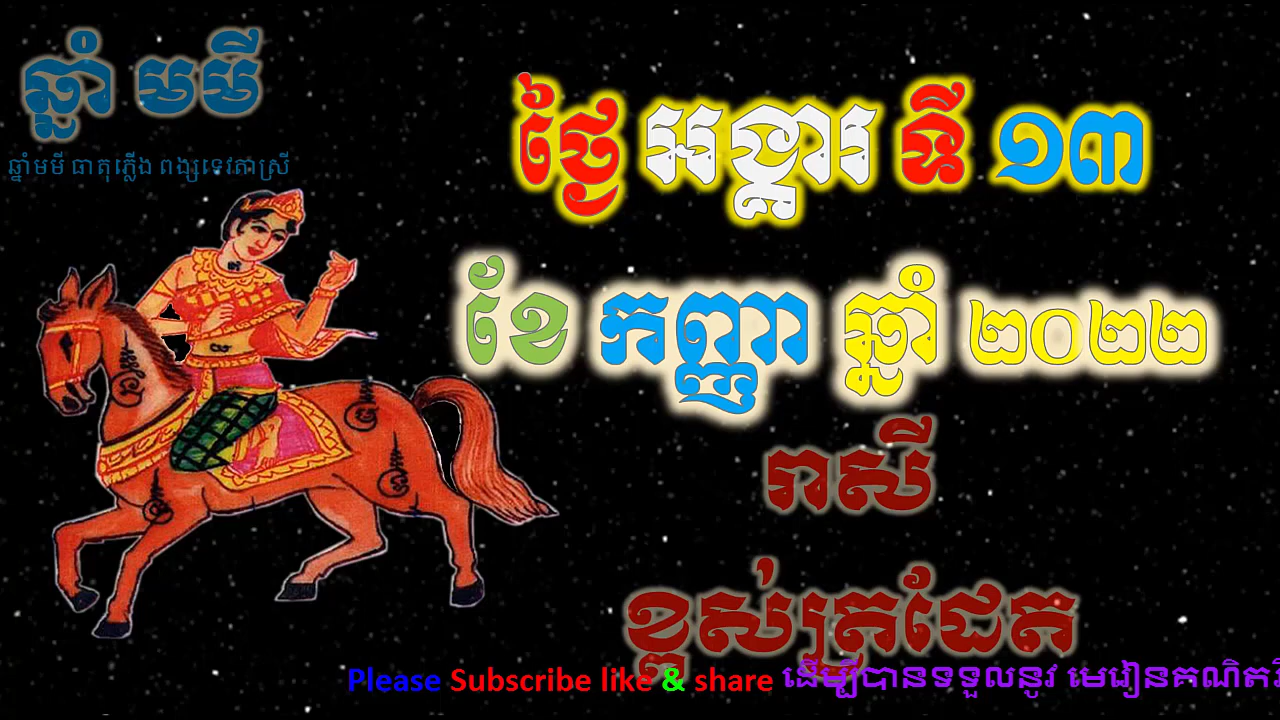 ឆ្នាំ មមី
ឆ្នាំមមី ធាតុភ្លើង ពង្សទេវតាស្រី
ថ្ងៃ អង្គារ ទី ១៣
ខែ កញ្ញា ឆ្នាំ ២០២២
រាសី
ខ្ពស់ត្រដែត
Please Subscribe like & share ដើម្បីបានទទួលនូវ មេរៀនគណិតវិ